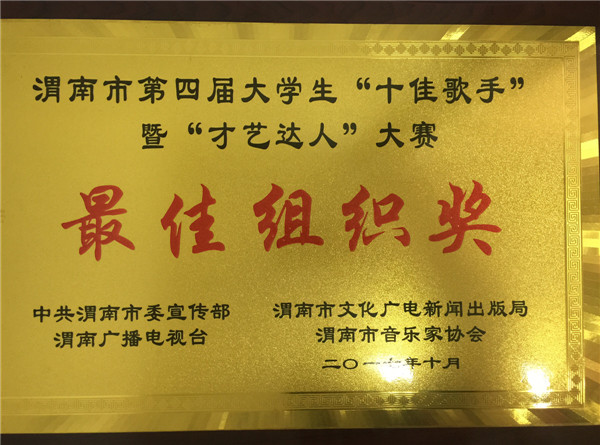 渭南市第四届大学生“十佳歌手”
暨“才艺达人”大赛
最佳组织奖
中共渭南市委宣传部
渭南市文化广电新闻出版局
渭南广播电视台
渭南市音乐家协会
二〇一 年十月